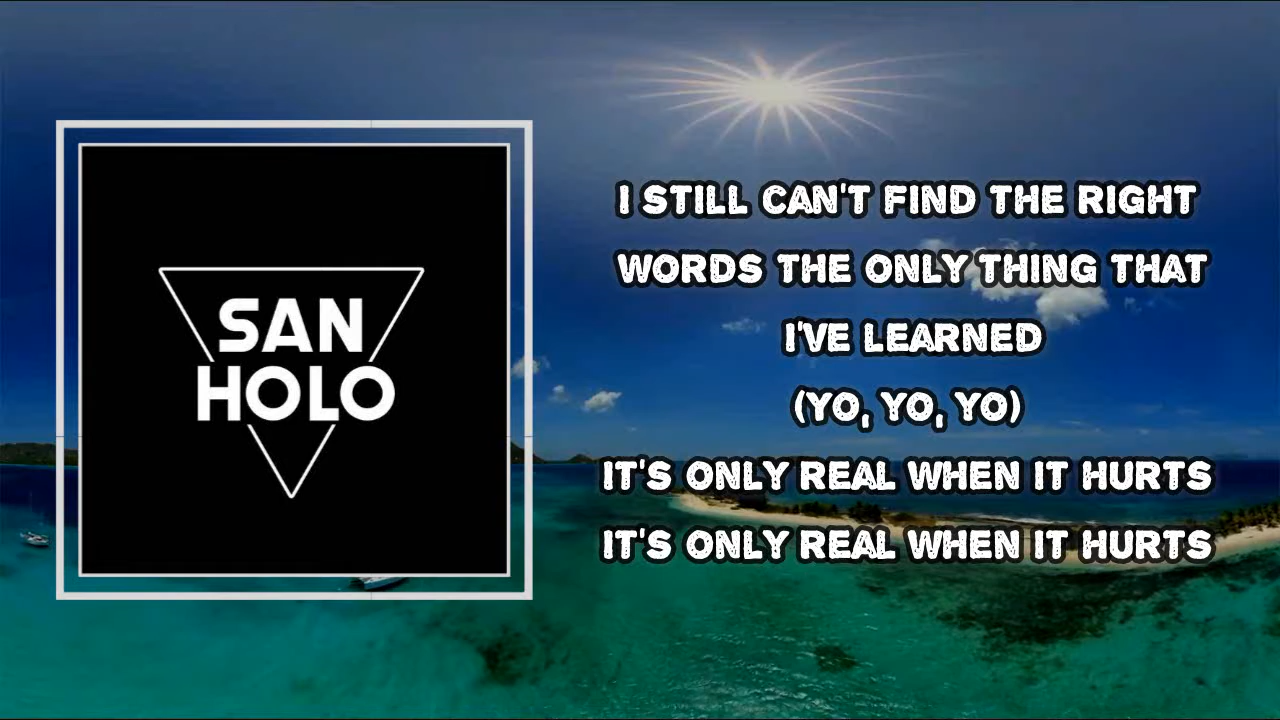 SAN
HOLO
I STILL CAN'T FIND THE RIGHT
WORDS THE ONLY THING THAT
I'VE LEARNED
(YO, YO, YO)
IT'S ONLY REAL WHEN IT HURTS
IT'S ONLY REAL WHEN IT HURTS